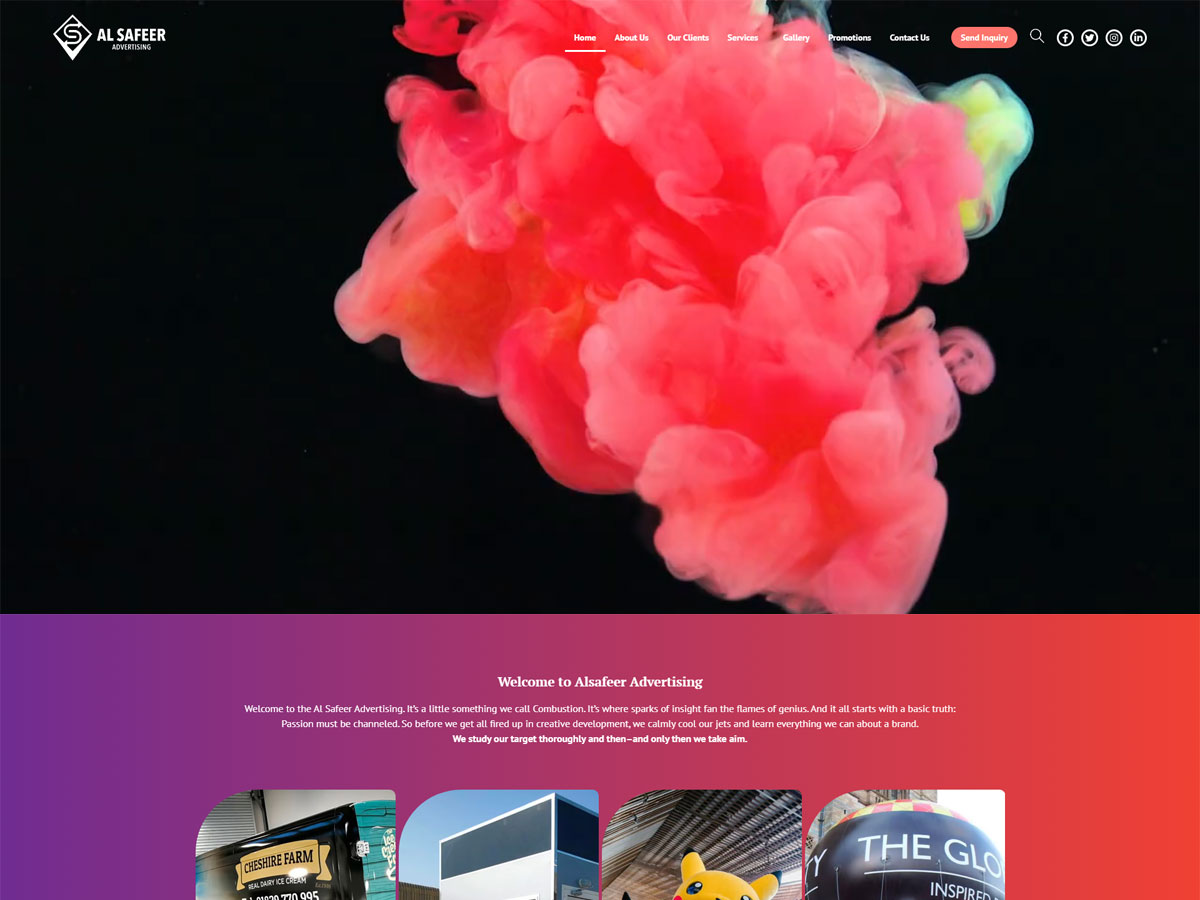 AL SAFEER
ADVERTISING
Home About Us Our Clients Services Gallery Promotions Contact Us Send Inquiry
Welcome to Alsafeer Advertising
Welcome to the Al Safeer Advertising. It's a little something we call Combustion. It's where sparks of insight fan the flames of genius. And it all starts with a basic truth:
Passion must be channeled. So before we get all fired up in creative development, we calmly cool our jets and learn everything we can about a brand.
We study our target thoroughly and then–and only then we take aim.
CHESHIRE FARM
REAL DAIRY ICE CREAM
THE GLO
INSPIRED